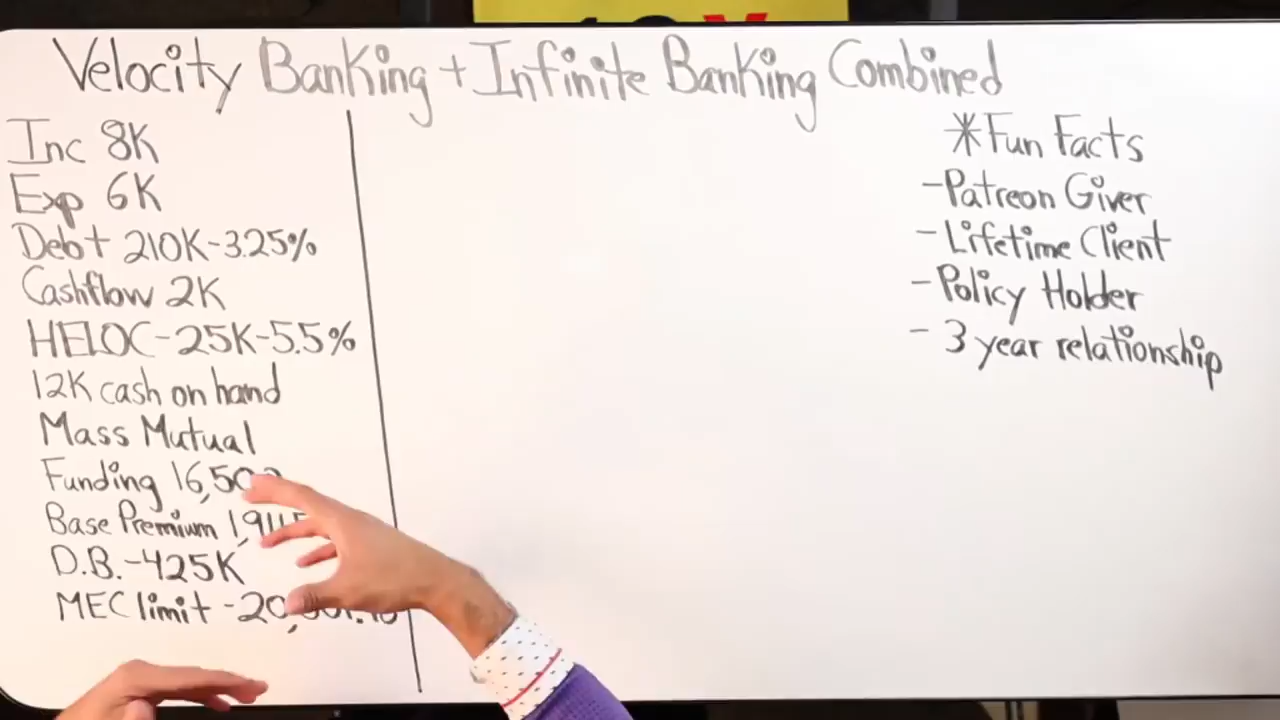 Velocity Banking + Infinite Banking Combined
Inc 8K
Exp 6K
Debt 210K-3.25%
Cashflow 2K
HELOC-25K-5.5%
12K cash on hand
Mass Mutual
Funding
Base Premium
D.B.-425K
MEC limit
*Fun Facts
-Patreon Giver
-Lifetime Client
-Policy Holder
-3 year relationship